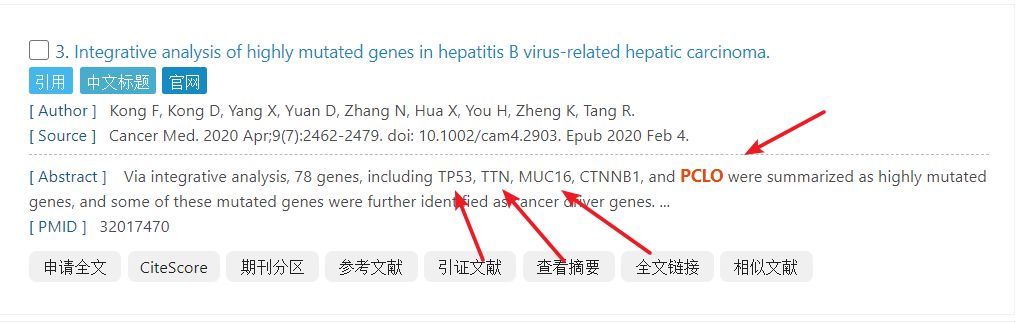 3. Integrative analysis of highly mutated genes in hepatitis B virus-related hepatic carcinoma.
引用 中文标题 官网
[ Author ] Kong F, Kong D, Yang X, Yuan D, Zhang N, Hua X, You H, Zheng K, Tang R.
[ Source ] Cancer Med. 2020 Apr;9(7):2462-2479. doi: 10.1002/cam4.2903. Epub 2020 Feb 4.
[ Abstract ] Via integrative analysis, 78 genes, including TP53, TTN, MUC16, CTNNB1, and PCLO were summarized as highly mutated
genes, and some of these mutated genes were further identified as cancer driver genes. ...
[ PMID ] 32017470
申请全文 CiteScore 期刊分区 参考文献 引证文献 查看摘要 全文链接 相似文献